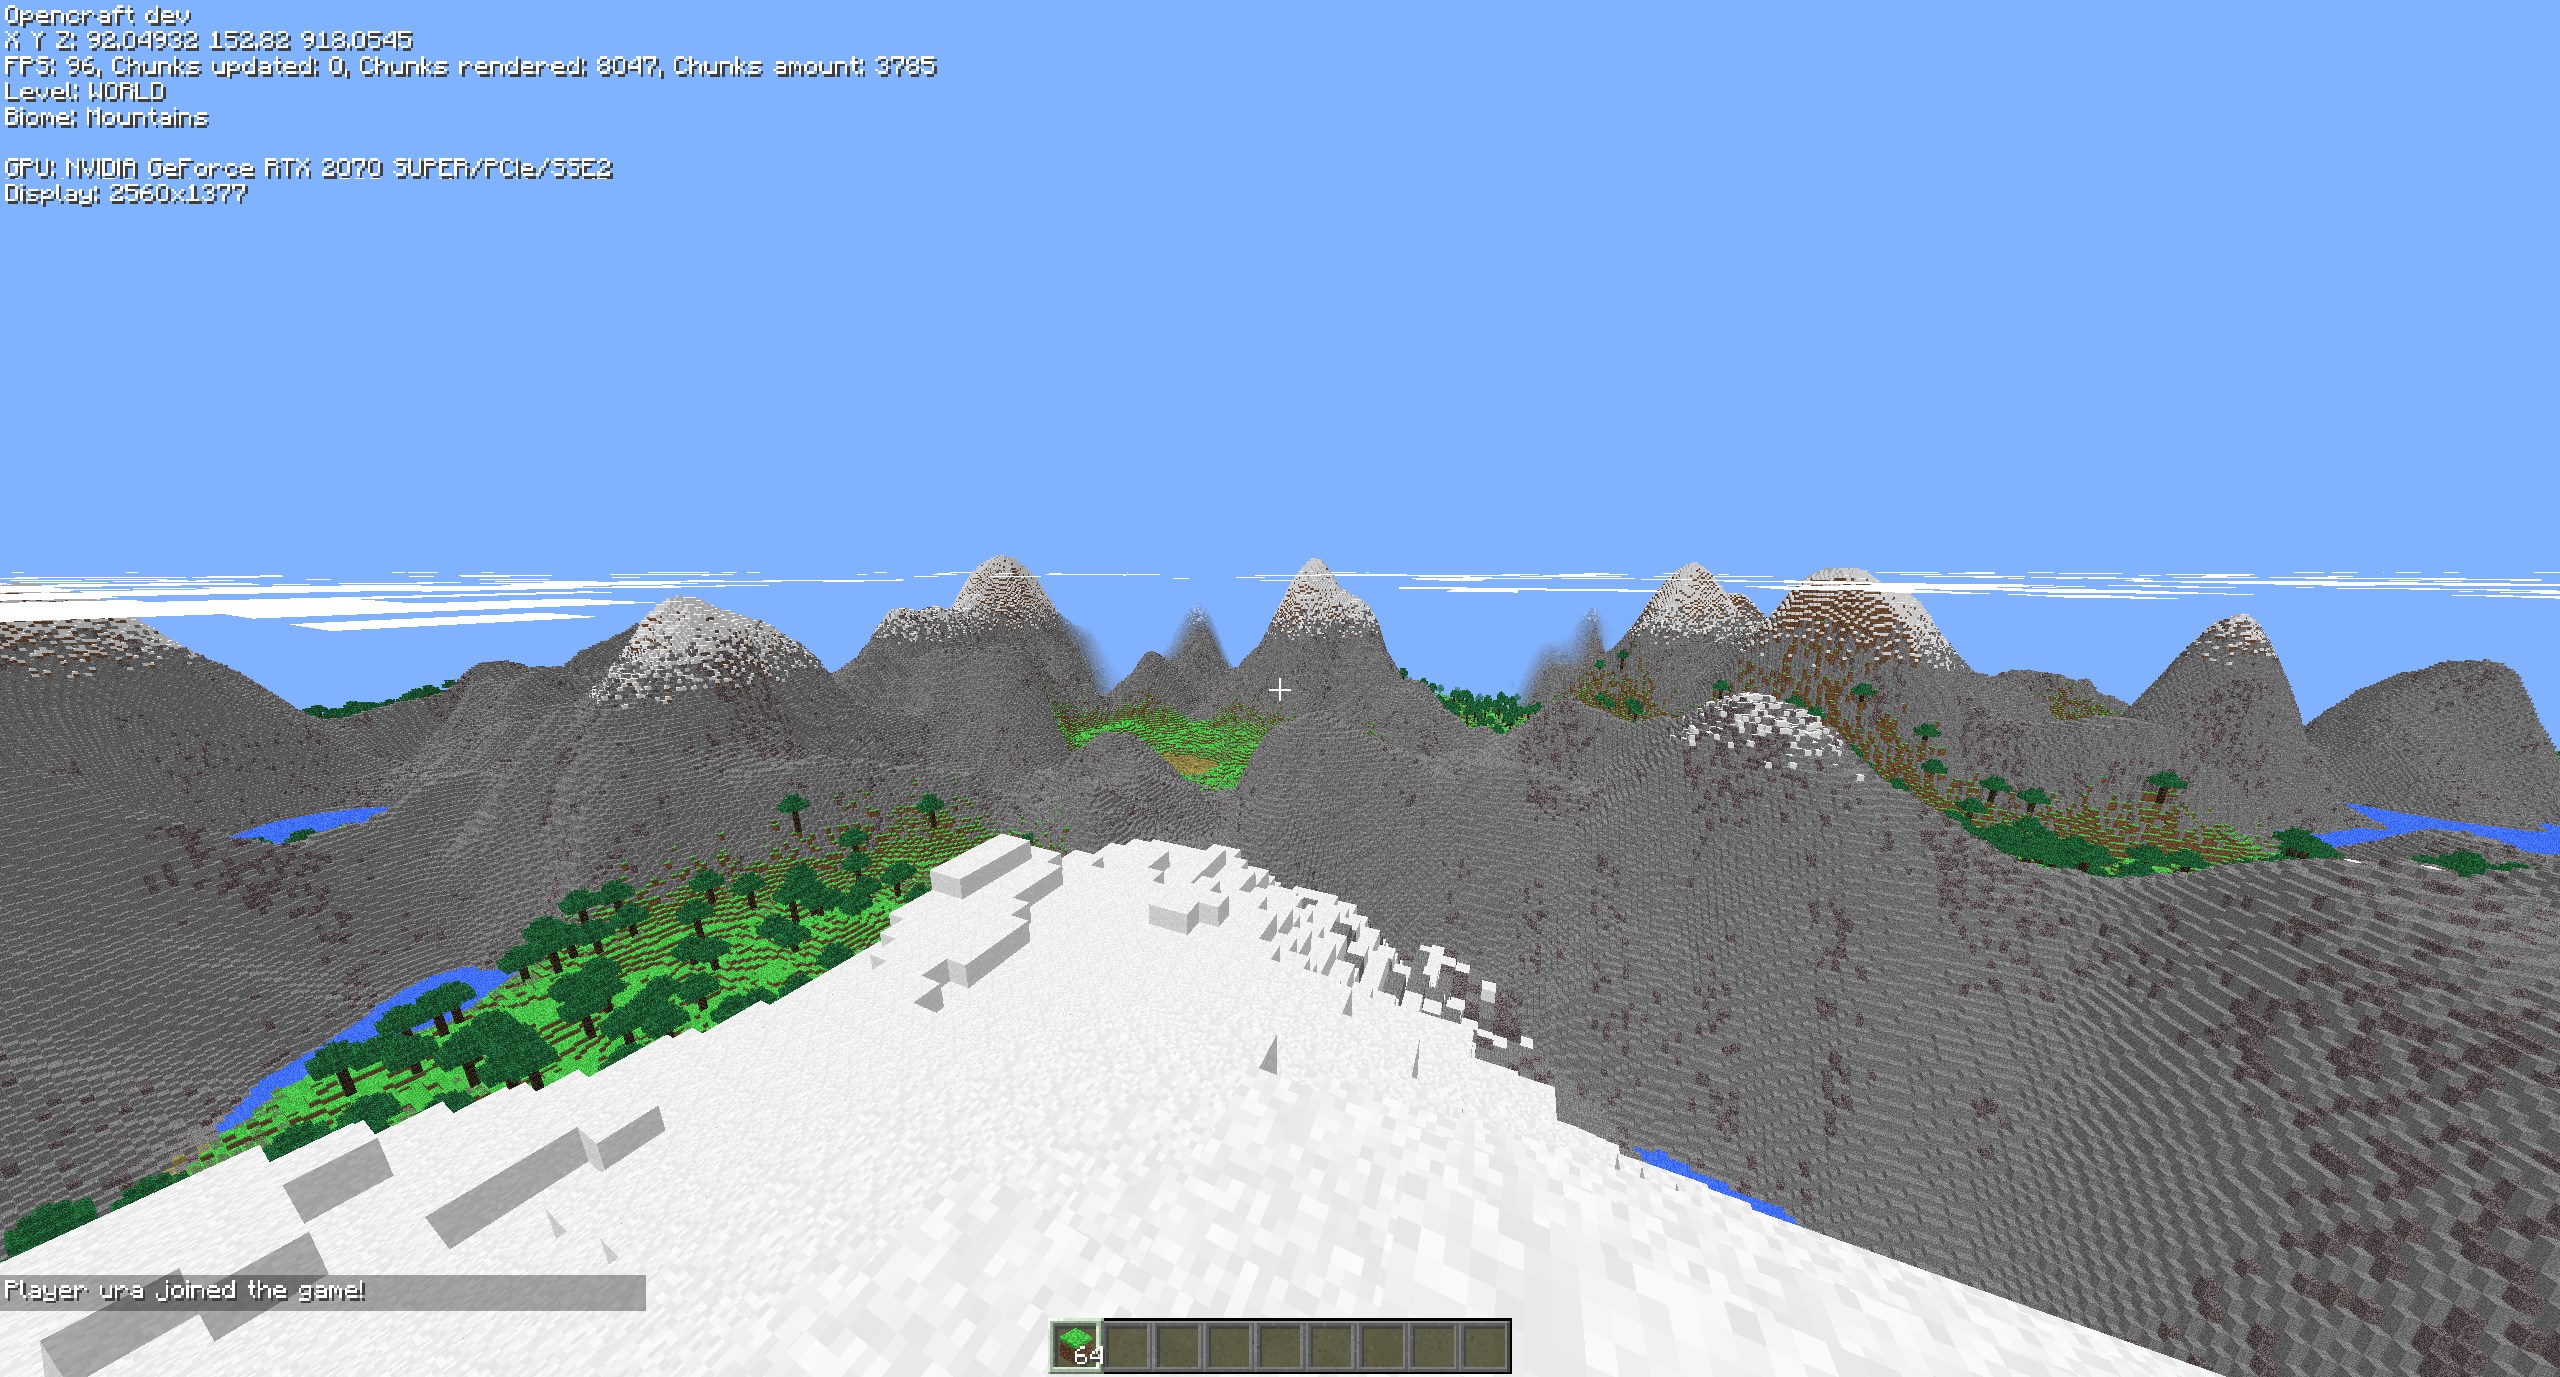 Opencraft dev
X Y Z: 92.04932 152.82 918.0545
FPS: 96, Chunks updated: 0, Chunks rendered: 8047, Chunks amount: 3785
Level: WORLD
Biome: Mountains
GPU: NVIDIA GeForce RTX 2070 SUPER/PCIe/SSE2
Display: 2560x1377
Player ura joined the game!
64